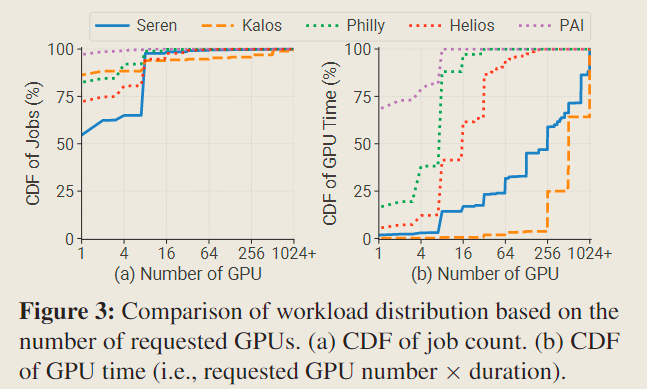 Seren Kalos Philly Helios PAI
CDF of Jobs (%)
100
75
50
25
0
1 4 16 64 256 1024+
(a) Number of GPU
CDF of GPU Time (%)
100
75
50
25
0
1 4 16 64 256 1024+
(b) Number of GPU
Figure 3: Comparison of workload distribution based on the
number of requested GPUs. (a) CDF of job count. (b) CDF
of GPU time (i.e., requested GPU number × duration).